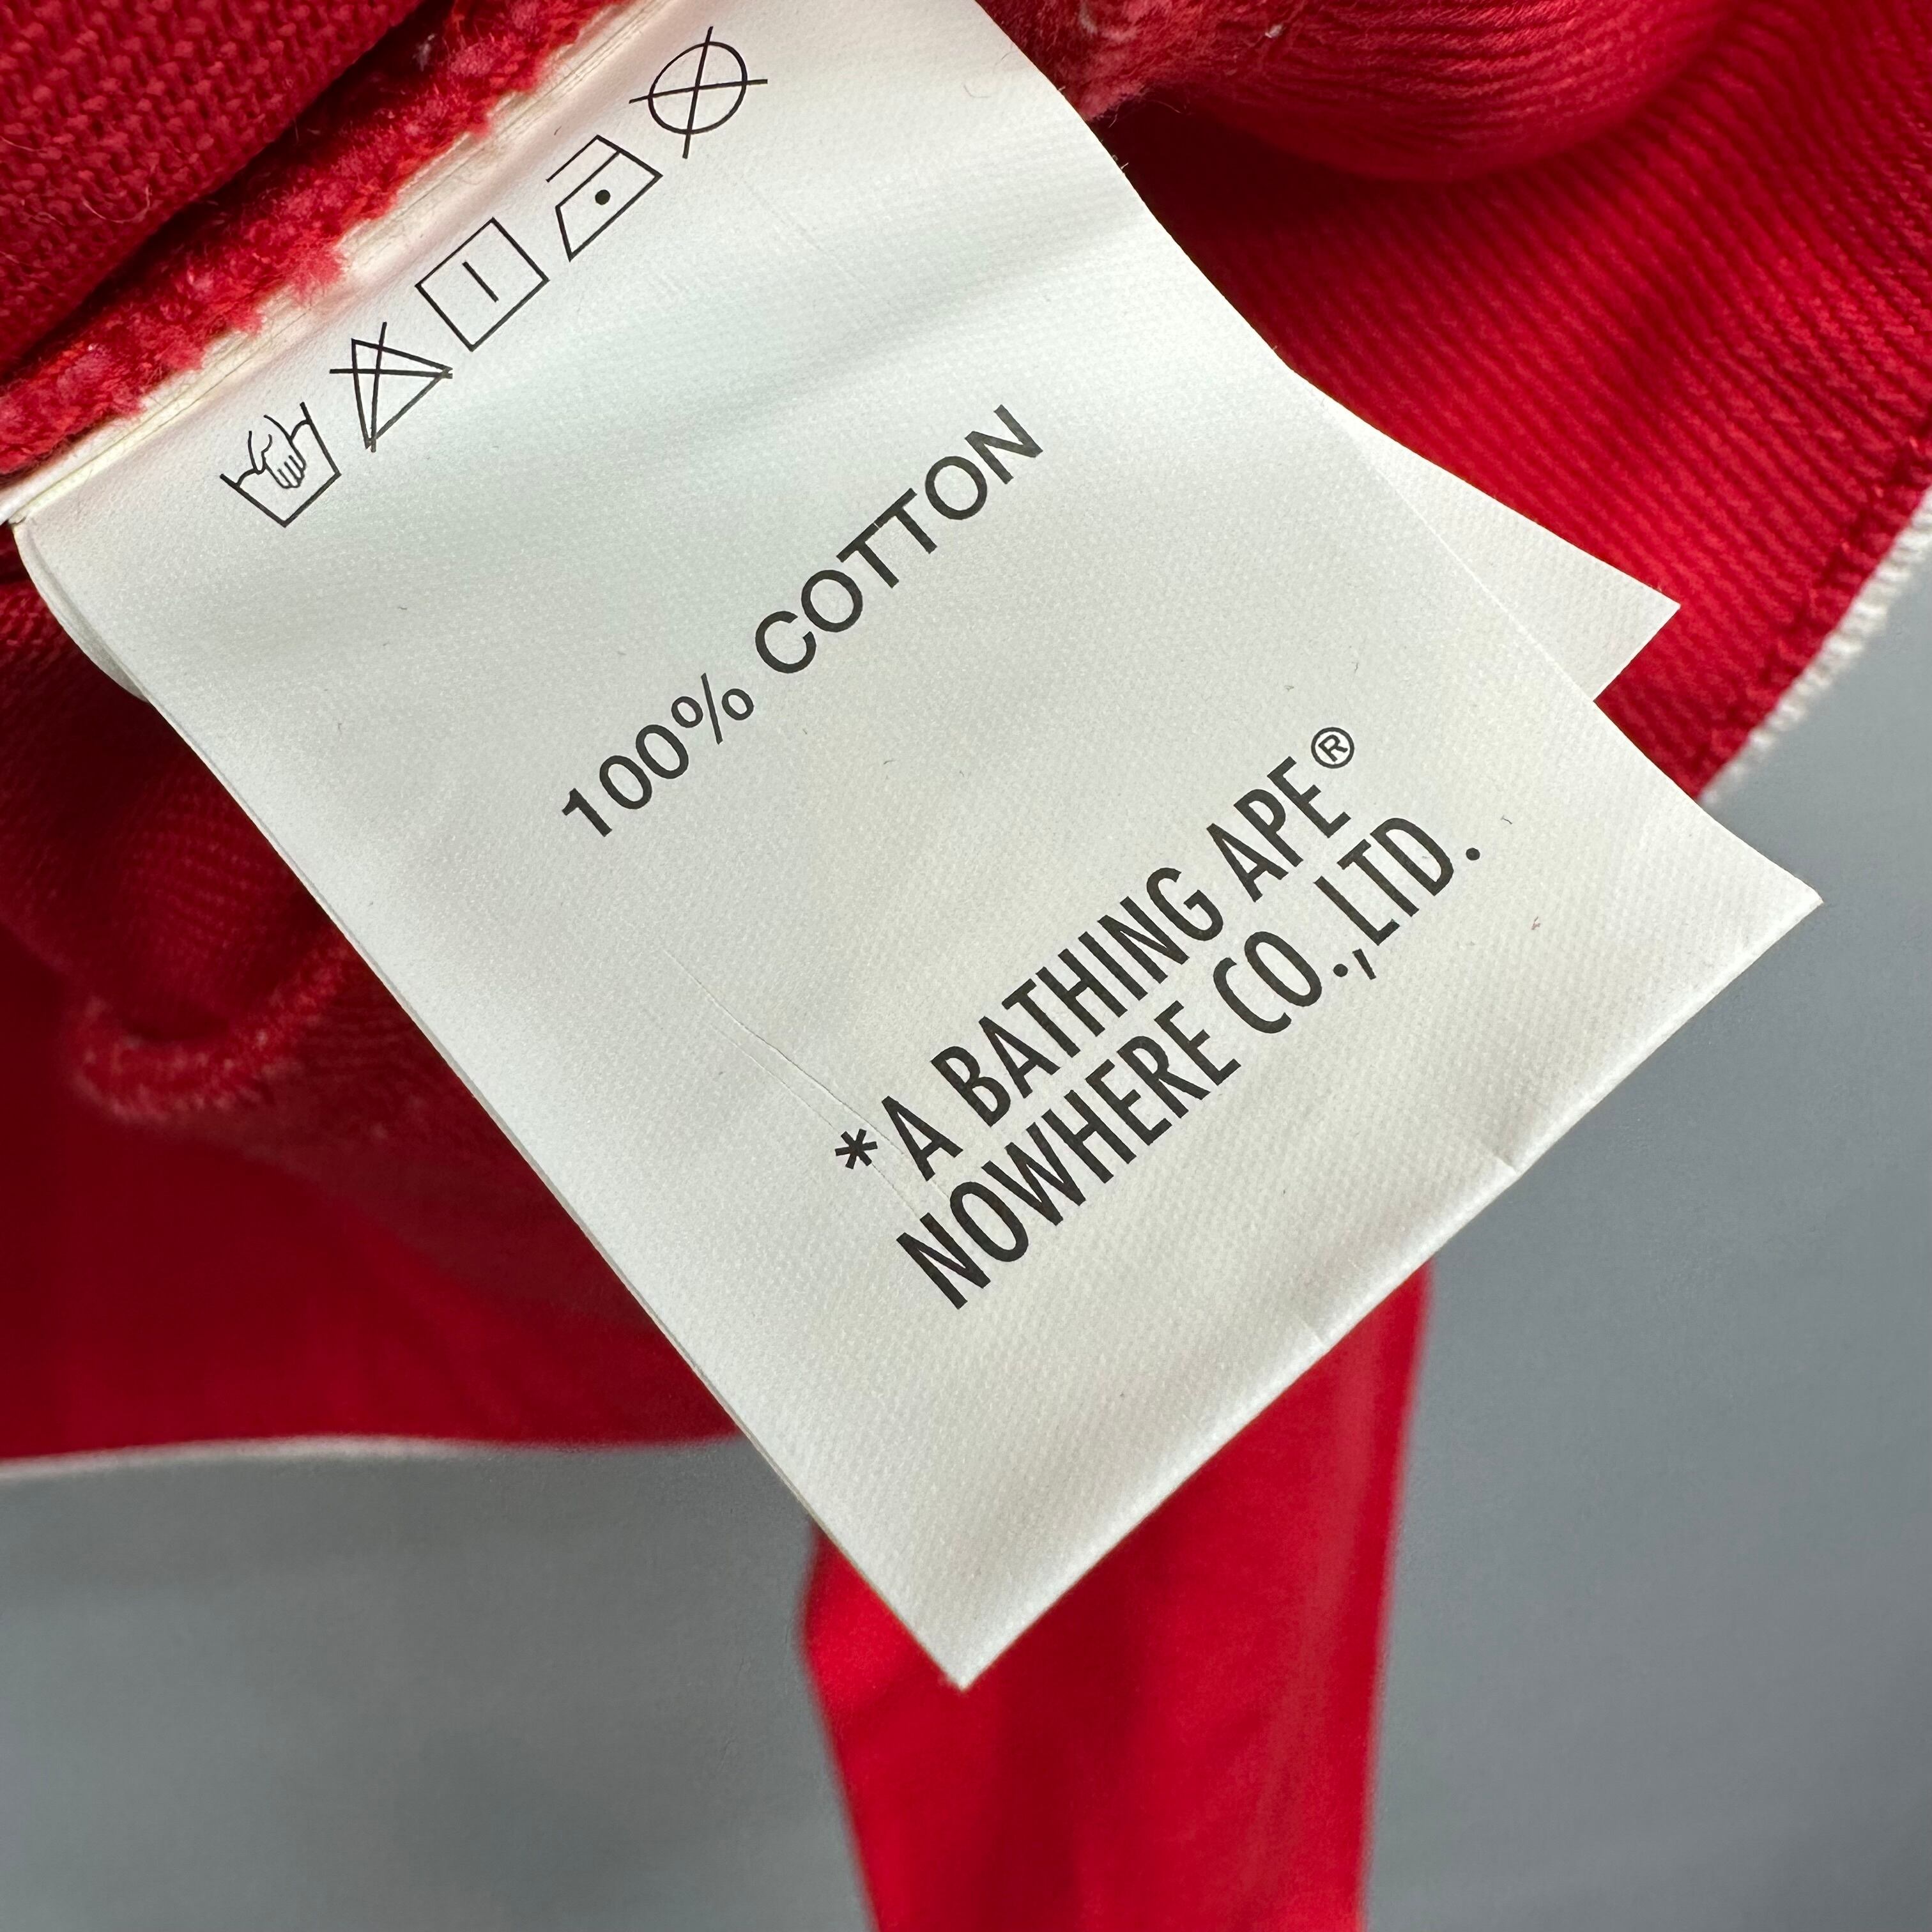 100% COTTON
*A BATHING APE®
NOWHERE CO.,LTD.